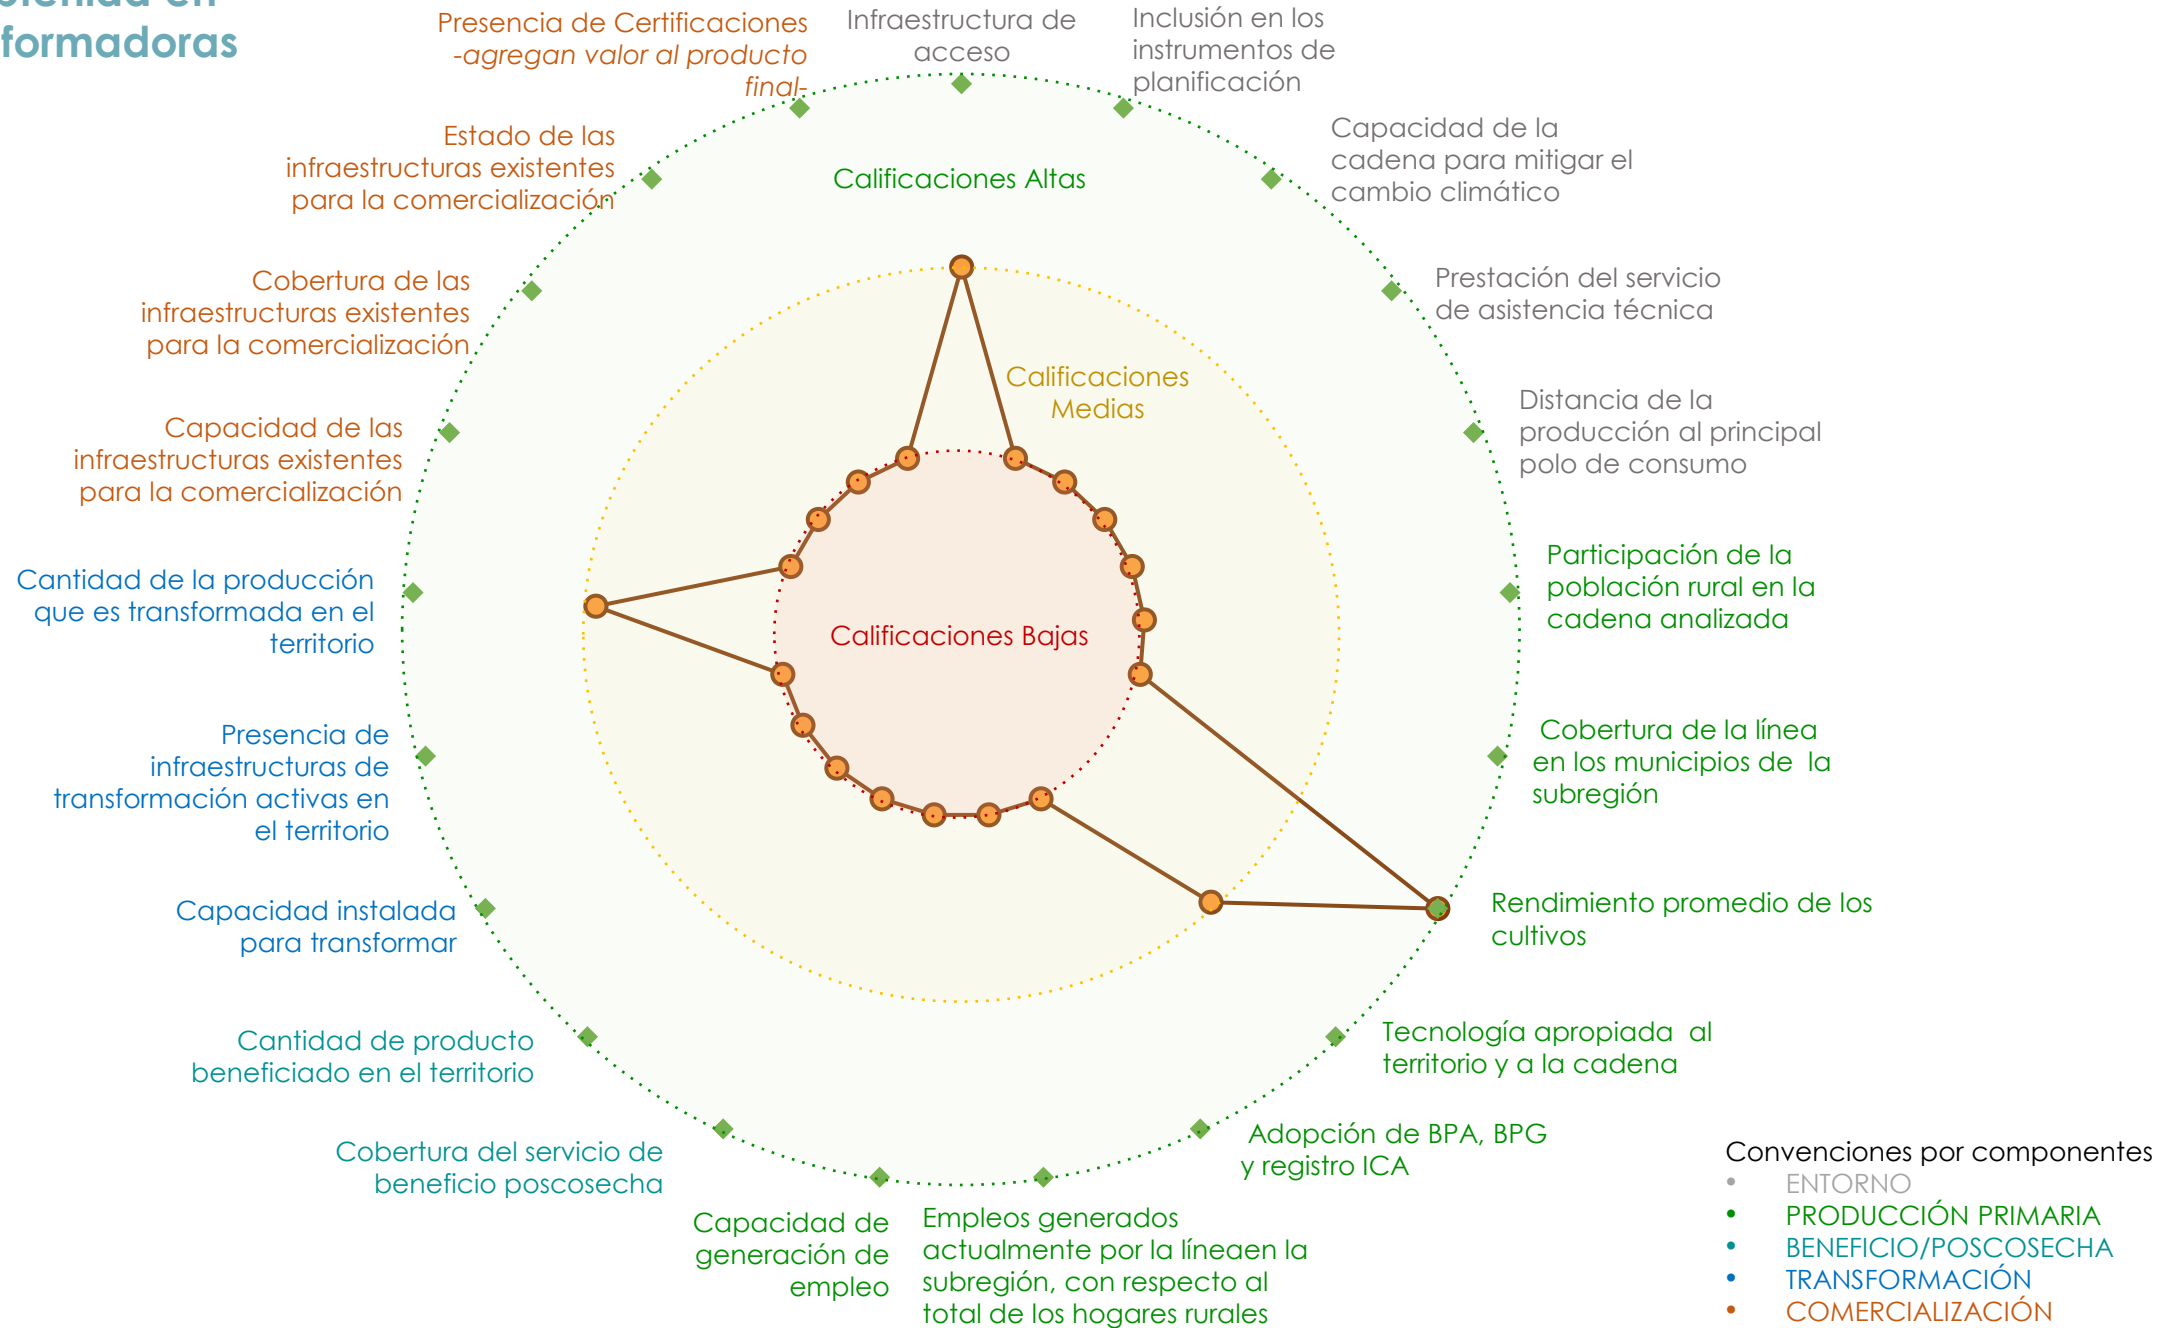 formadoras
Presencia de Certificaciones
-agregan valor al producto
final-
Infraestructura de
acceso
Inclusión en los
instrumentos de
planificación
Capacidad de la
cadena para mitigar el
cambio climático
Prestación del servicio
de asistencia técnica
Distancia de la
producción al principal
polo de consumo
Participación de la
población rural en la
cadena analizada
Cobertura de la línea
en los municipios de  la
subregión
Rendimiento promedio de los
cultivos
Tecnología apropiada  al
territorio y a la cadena
Adopción de BPA, BPG
y registro ICA
Empleos generados
actualmente por la líneaen la
subregión, con respecto al
total de los hogares rurales
Capacidad de
generación de
empleo
Cobertura del servicio de
beneficio poscosecha
Cantidad de producto
beneficiado en el territorio
Capacidad instalada
para transformar
Presencia de
infraestructuras de
transformación activas en
el territorio
Cantidad de la producción
que es transformada en el
territorio
Capacidad de las
infraestructuras existentes
para la comercialización
Cobertura de las
infraestructuras existentes
para la comercialización
Estado de las
infraestructuras existentes
para la comercialización
Calificaciones Altas
Calificaciones
Medias
Calificaciones Bajas
Convenciones por componentes
• ENTORNO
• PRODUCCIÓN PRIMARIA
• BENEFICIO/POSCOSECHA
• TRANSFORMACIÓN
• COMERCIALIZACIÓN